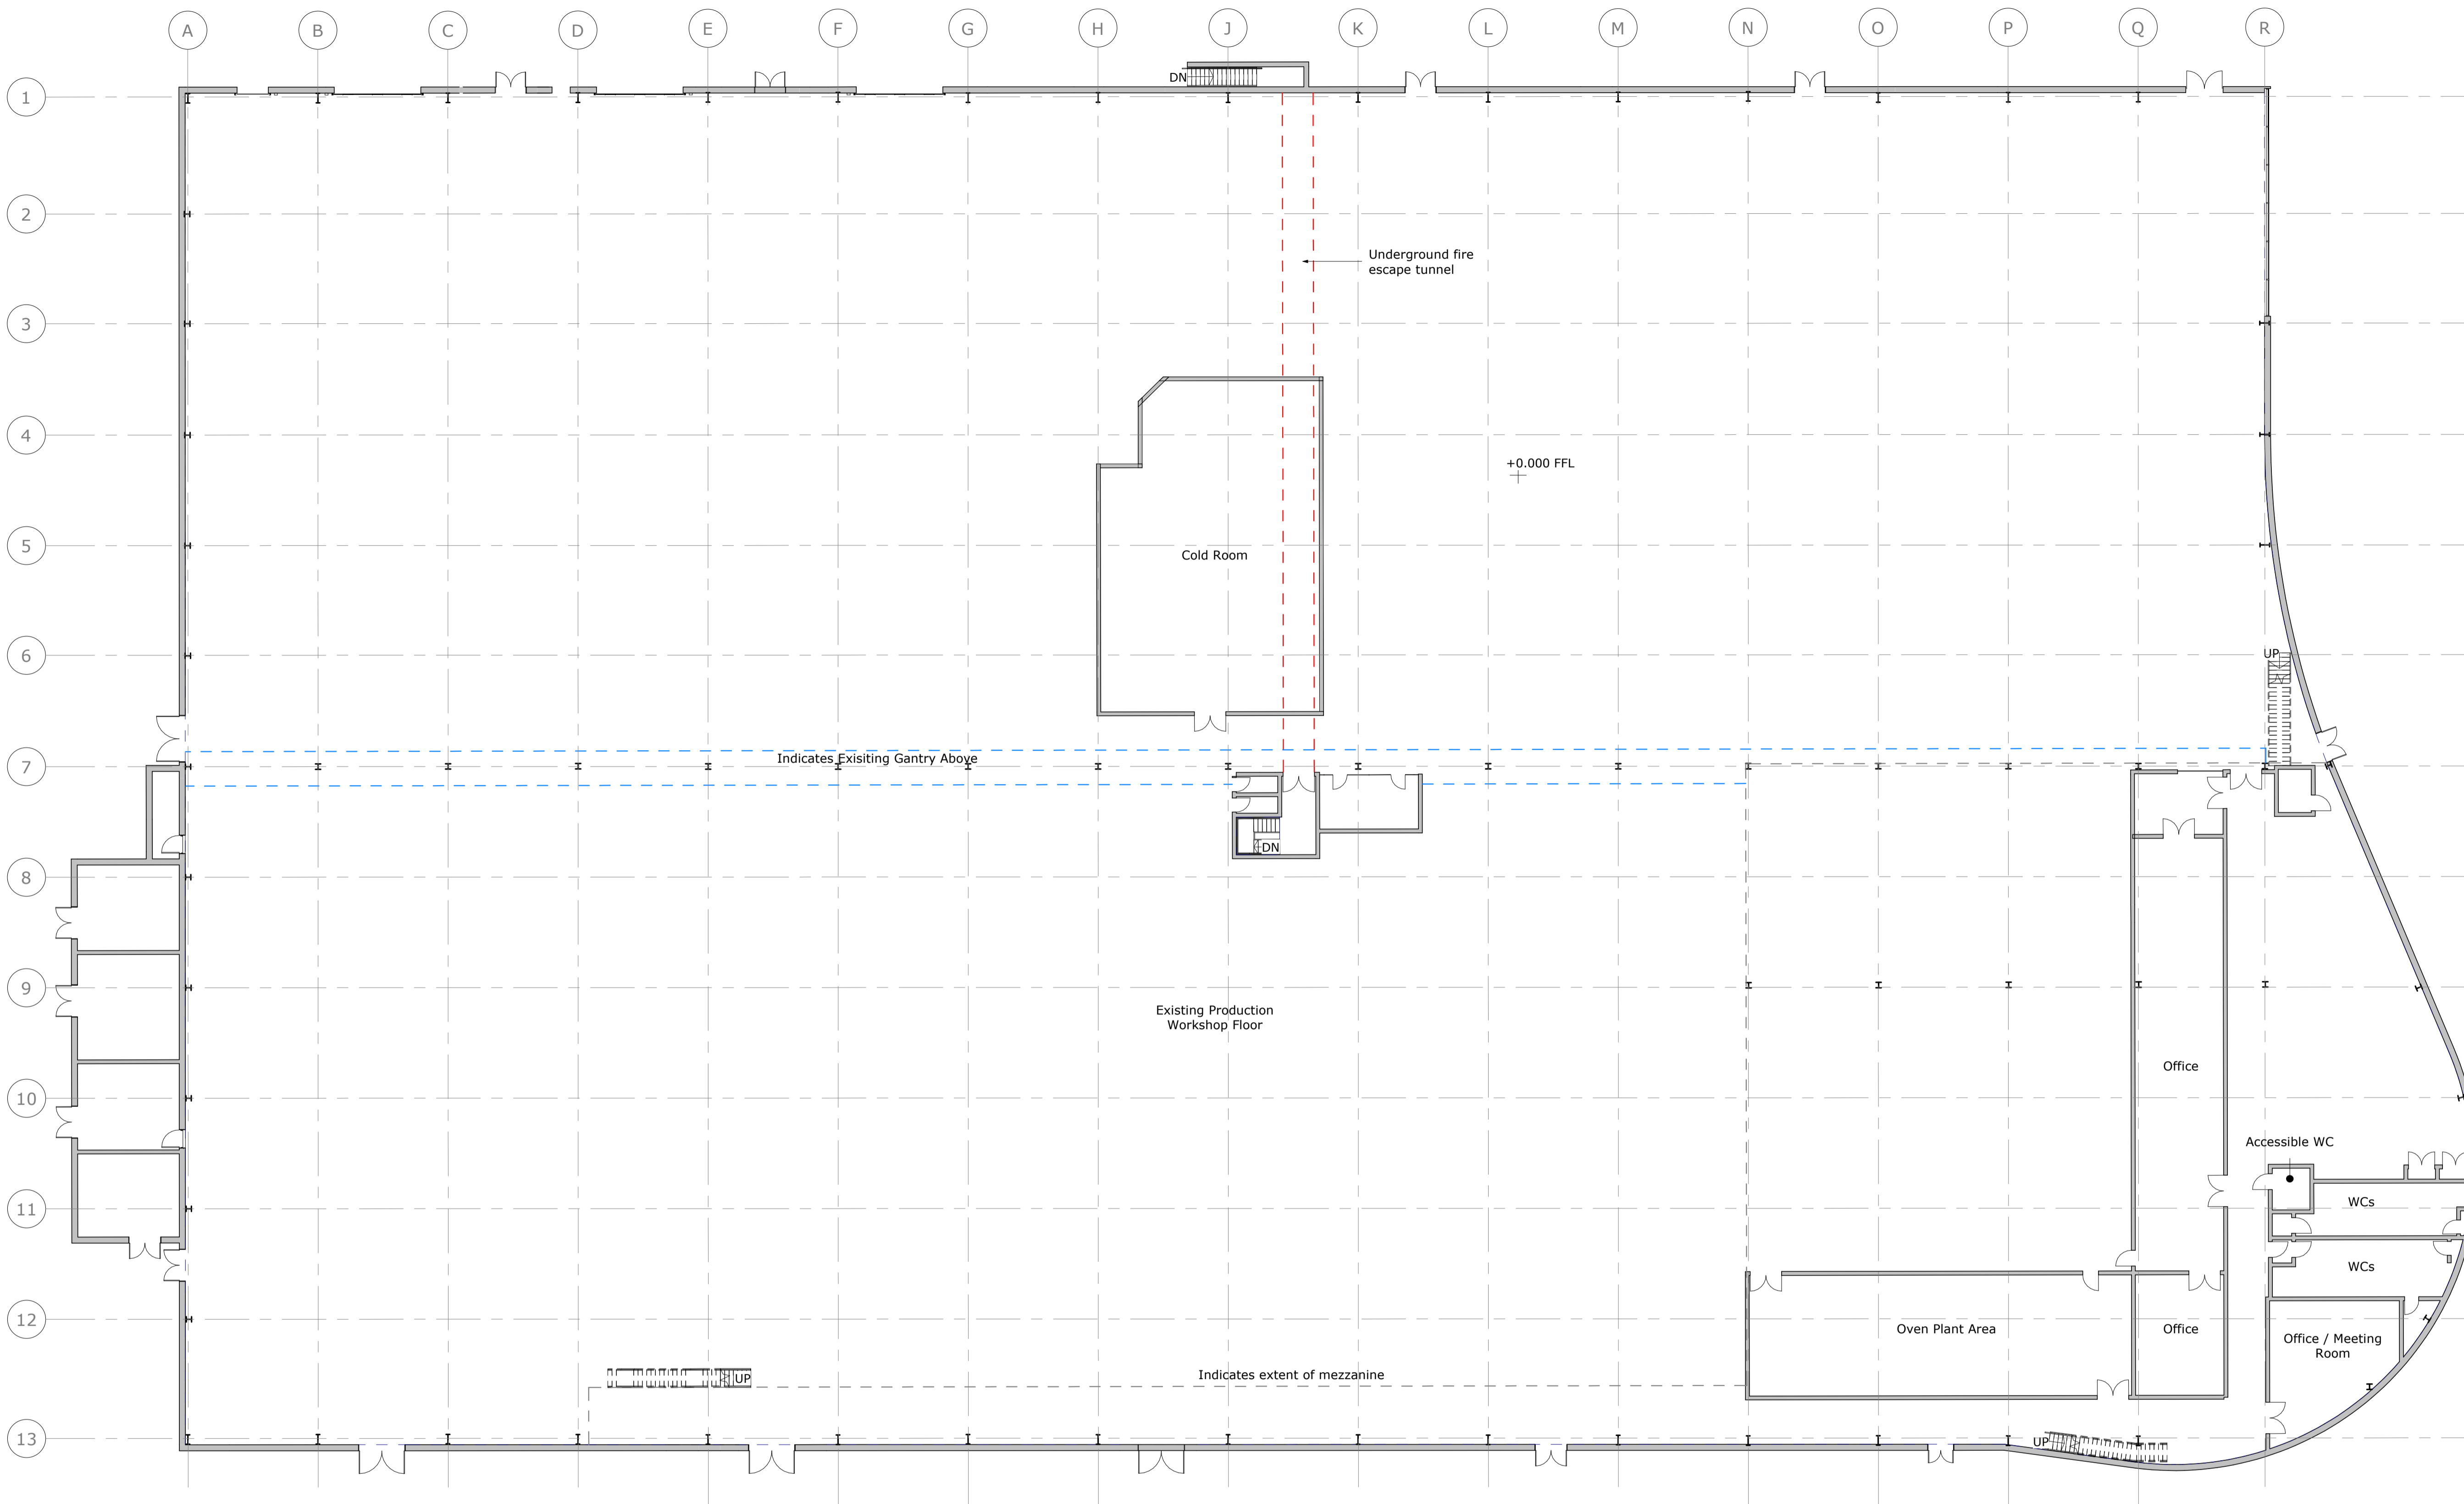 A B C D E F G H J K L M N O P Q R
DN
1
2
Underground fire
escape tunnel
3
4
+0.000 FFL
5
Cold Room
6
UP
7
Indicates Exisiting Gantry Above
DN
8
9
Existing Production
Workshop Floor
Office
10
Accessible WC
WCs
11
WCs
12
Oven Plant Area
Office
Office / Meeting
Room
Indicates extent of mezzanine
UP
13
UP